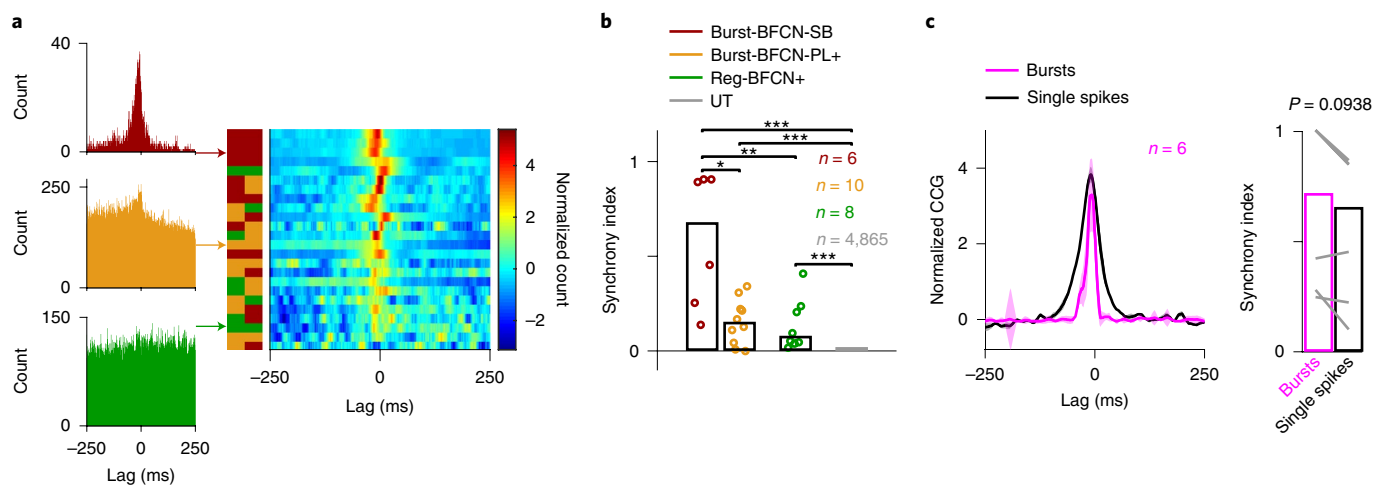 a
40
Count
0
250
Count
0
150
Count
0
−250
0
250
Lag (ms)
−250
0
250
Lag (ms)
4
2
0
−2
Normalized count
b
Burst-BFCN-SB
Burst-BFCN-PL+
Reg-BFCN+
UT
***
***
**
*
***
n = 6
n = 10
n = 8
n = 4,865
1
0
Synchrony index
c
Bursts
Single spikes
n = 6
4
2
0
Normalized CCG
−250
0
250
Lag (ms)
P = 0.0938
1
0
Synchrony index
Bursts
Single spikes